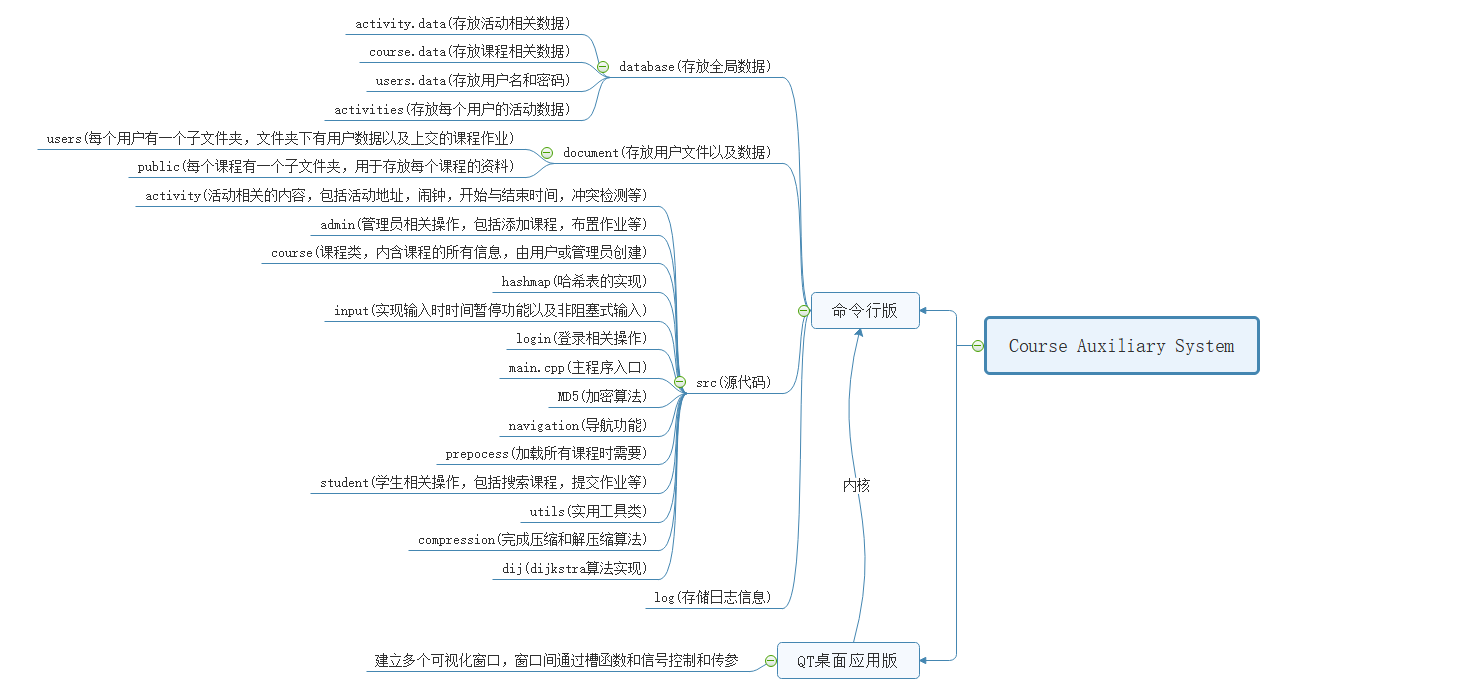 activity.data(存放活动相关数据)
course.data(存放课程相关数据)
users.data(存放用户名和密码)
activities(存放每个用户的活动数据)
database(存放全局数据)
users(每个用户有一个子文件夹，文件夹下有用户数据以及上交的课程作业)
public(每个课程有一个子文件夹，用于存放每个课程的资料)
document(存放用户文件以及数据)
activity(活动相关的内容，包括活动地址，闹钟，开始与结束时间，冲突检测等)
admin(管理员相关操作，包括添加课程，布置作业等)
course(课程类，内含课程的所有信息，由用户或管理员创建)
hashmap(哈希表的实现)
input(实现输入时时间暂停功能以及非阻塞式输入)
login(登录相关操作)
main.cpp(主程序入口)
MD5(加密算法)
navigation(导航功能)
prepocess(加载所有课程时需要)
student(学生相关操作，包括搜索课程，提交作业等)
utils(实用工具类)
compression(完成压缩和解压缩算法)
dij(dijkstra算法实现)
src(源代码)
log(存储日志信息)
命令行版
内核
Course Auxiliary System
建立多个可视化窗口，窗口间通过槽函数和信号控制和传参
QT桌面应用版